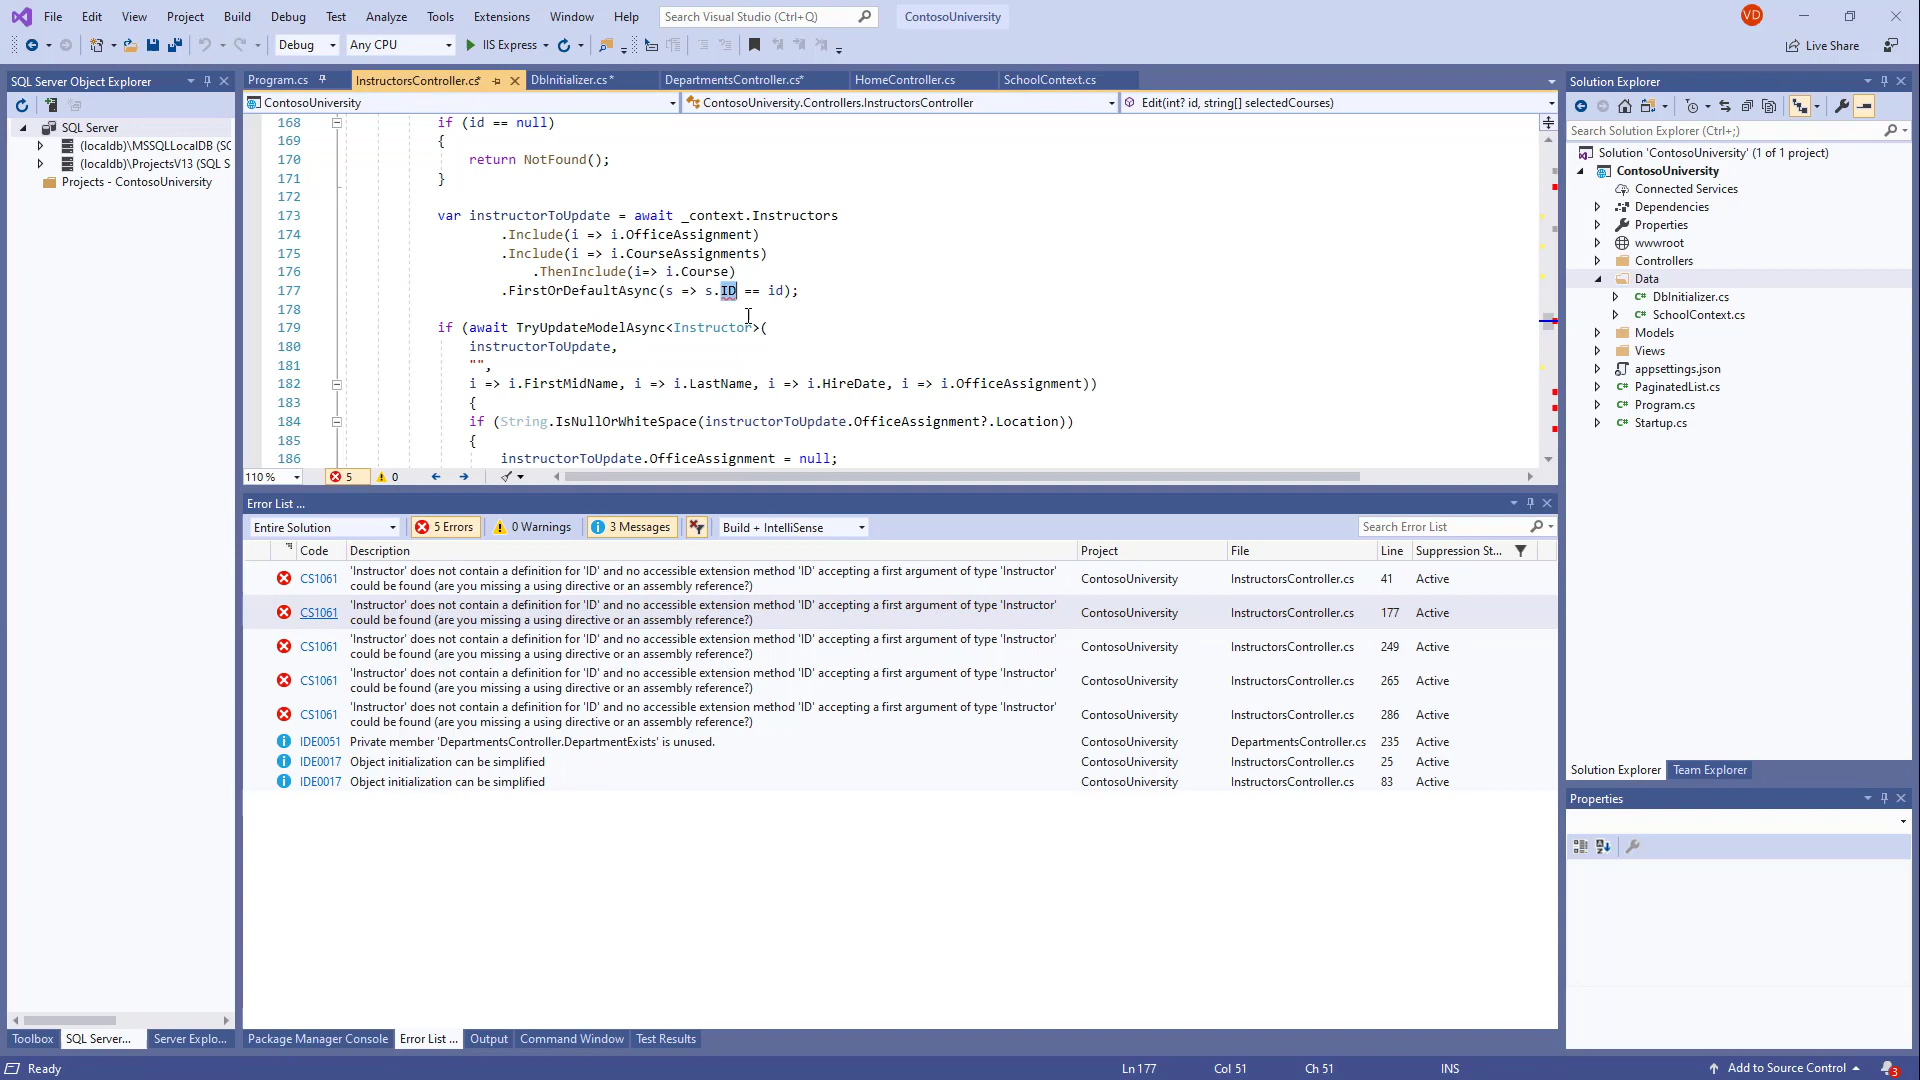 File Edit View Project Build Debug Test Analyze Tools Extensions Window Help Search Visual Studio (Ctrl+Q) ContosoUniversity VD
Debug Any CPU IIS Express Live Share
SQL Server Object Explorer
SQL Server
(localdb)\MSSQLLocalDB (SC
(localdb)\ProjectsV13 (SQL S
Projects - ContosoUniversity
Program.cs InstructorsController.cs* DbInitializer.cs* DepartmentsController.cs* HomeController.cs SchoolContext.cs
ContosoUniversity ContosoUniversity.Controllers.InstructorsController Edit(int? id, string[] selectedCourses)
168 if (id == null)
169 {
170 return NotFound();
171 }
172
173 var instructorToUpdate = await _context.Instructors
174 .Include(i => i.OfficeAssignment)
175 .Include(i => i.CourseAssignments)
176 .ThenInclude(i=> i.Course)
177 .FirstOrDefaultAsync(s => s.ID == id);
178
179 if (await TryUpdateModelAsync<Instructor>(
180 instructorToUpdate,
181 "",
182 i => i.FirstMidName, i => i.LastName, i => i.HireDate, i => i.OfficeAssignment))
183 {
184 if (String.IsNullOrWhiteSpace(instructorToUpdate.OfficeAssignment?.Location))
185 {
186 instructorToUpdate.OfficeAssignment = null;
110 % 5 0
Error List ...
Entire Solution 5 Errors 0 Warnings 3 Messages Build + IntelliSense Search Error List
Code Description Project File Line Suppression St...
CS1061 'Instructor' does not contain a definition for 'ID' and no accessible extension method 'ID' accepting a first argument of type 'Instructor' could be found (are you missing a using directive or an assembly reference?) ContosoUniversity InstructorsController.cs 41 Active
CS1061 'Instructor' does not contain a definition for 'ID' and no accessible extension method 'ID' accepting a first argument of type 'Instructor' could be found (are you missing a using directive or an assembly reference?) ContosoUniversity InstructorsController.cs 177 Active
CS1061 'Instructor' does not contain a definition for 'ID' and no accessible extension method 'ID' accepting a first argument of type 'Instructor' could be found (are you missing a using directive or an assembly reference?) ContosoUniversity InstructorsController.cs 249 Active
CS1061 'Instructor' does not contain a definition for 'ID' and no accessible extension method 'ID' accepting a first argument of type 'Instructor' could be found (are you missing a using directive or an assembly reference?) ContosoUniversity InstructorsController.cs 265 Active
CS1061 'Instructor' does not contain a definition for 'ID' and no accessible extension method 'ID' accepting a first argument of type 'Instructor' could be found (are you missing a using directive or an assembly reference?) ContosoUniversity InstructorsController.cs 286 Active
IDE0051 Private member 'DepartmentsController.DepartmentExists' is unused. ContosoUniversity DepartmentsController.cs 235 Active
IDE0017 Object initialization can be simplified ContosoUniversity InstructorsController.cs 25 Active
IDE0017 Object initialization can be simplified ContosoUniversity InstructorsController.cs 83 Active
Solution Explorer
Search Solution Explorer (Ctrl+;)
Solution 'ContosoUniversity' (1 of 1 project)
ContosoUniversity
Connected Services
Dependencies
Properties
wwwroot
Controllers
Data
C# DbInitializer.cs
C# SchoolContext.cs
Models
Views
appsettings.json
C# PaginatedList.cs
C# Program.cs
C# Startup.cs
Solution Explorer Team Explorer
Properties
Toolbox SQL Server... Server Explo... Package Manager Console Error List ... Output Command Window Test Results
Ready Ln 177 Col 51 Ch 51 INS Add to Source Control 3